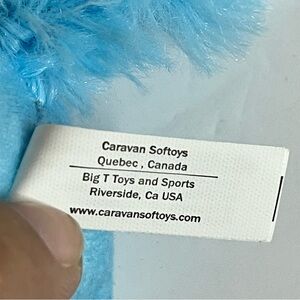 Caravan Softoys
Quebec , Canada
Big T Toys and Sports
Riverside, Ca USA
www.caravansoftoys.com